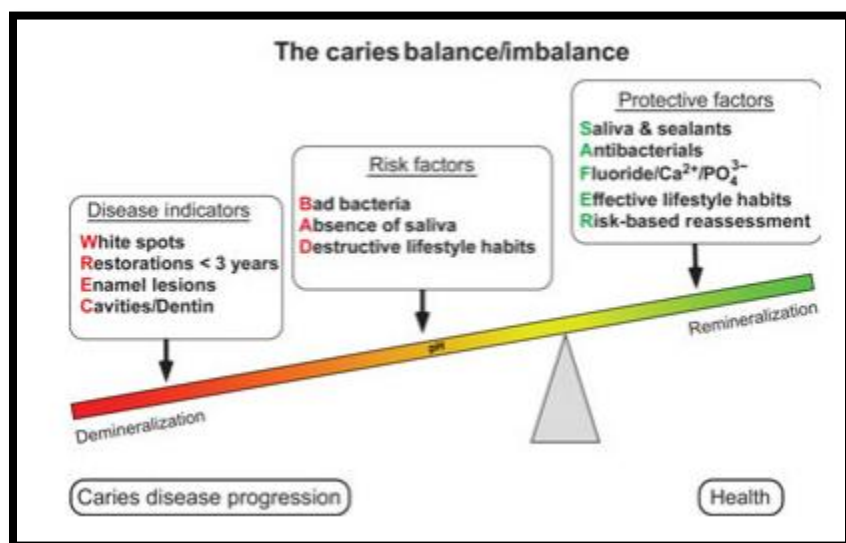 The caries balance/imbalance
Disease indicators
White spots
Restorations < 3 years
Enamel lesions
Cavities/Dentin
Risk factors
Bad bacteria
Absence of saliva
Destructive lifestyle habits
Protective factors
Saliva & sealants
Antibacterials
Fluoride/Ca²⁺/PO₄³⁻
Effective lifestyle habits
Risk-based reassessment
pH
Demineralization
Remineralization
Caries disease progression
Health